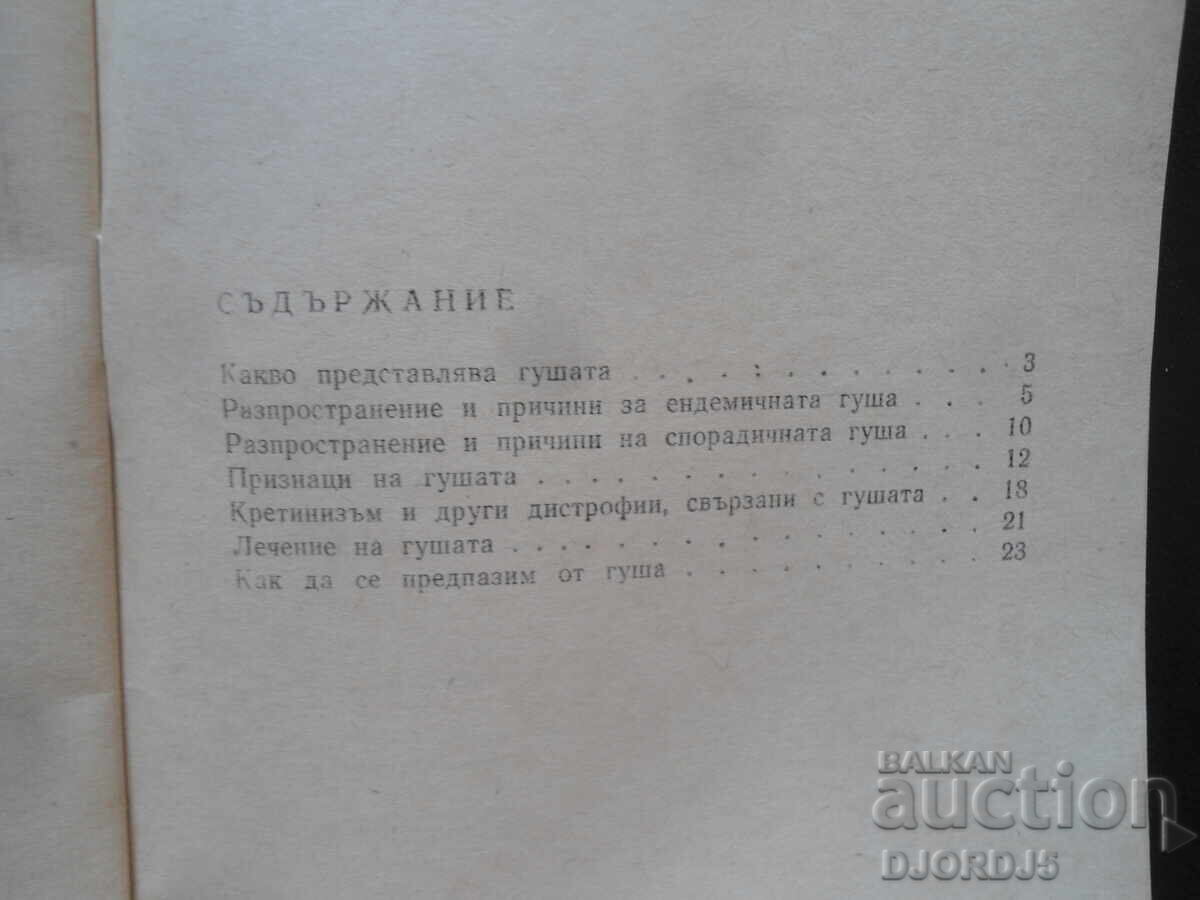 СЪДЪРЖАНИЕ
Какво представлява гушата . . . : . . . . . . . 3
Разпространение и причини за ендемичната гуша . . . 5
Разпространение и причини на спорадичната гуша . . . 10
Признаци на гушата . . . . . . . . . . . . . . 12
Кретинизъм и други дистрофии, свързани с гушата . . 18
Лечение на гушата . . . . . . . . . . . . . . 21
Как да се предпазим от гуша . . . . . . . . . . 23
BALKAN
auction
DJORDJ5